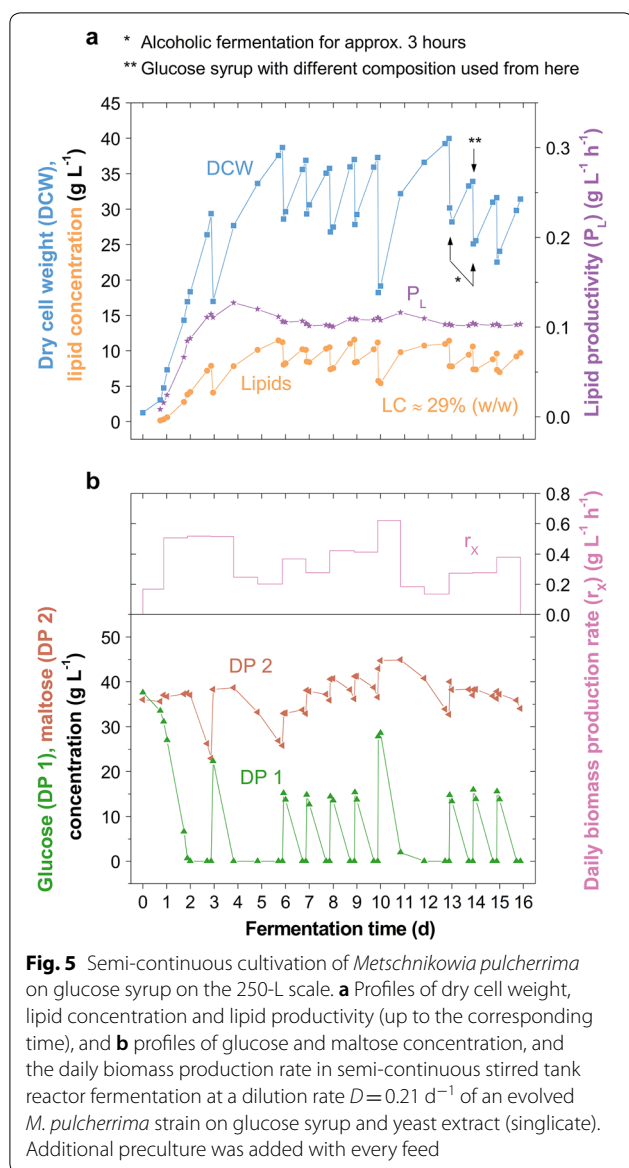 a
* Alcoholic fermentation for approx. 3 hours
** Glucose syrup with different composition used from here
Dry cell weight (DCW),
lipid concentration (g L⁻¹)
45
40
35
30
25
20
15
10
5
0
DCW
P_L
Lipids
LC ≈ 29% (w/w)
**
*
0.3
0.2
0.1
0.0
Lipid productivity (P_L) (g L⁻¹ h⁻¹)
b
r_X
0.8
0.6
0.4
0.2
0.0
Daily biomass production rate (r_X) (g L⁻¹ h⁻¹)
Glucose (DP 1), maltose (DP 2)
concentration (g L⁻¹)
50
40
30
20
10
0
DP 2
DP 1
0 1 2 3 4 5 6 7 8 9 10 11 12 13 14 15 16
Fermentation time (d)
Fig. 5 Semi-continuous cultivation of Metschnikowia pulcherrima
on glucose syrup on the 250-L scale. a Profiles of dry cell weight,
lipid concentration and lipid productivity (up to the corresponding
time), and b profiles of glucose and maltose concentration, and
the daily biomass production rate in semi-continuous stirred tank
reactor fermentation at a dilution rate D = 0.21 d⁻¹ of an evolved
M. pulcherrima strain on glucose syrup and yeast extract (singlicate).
Additional preculture was added with every feed